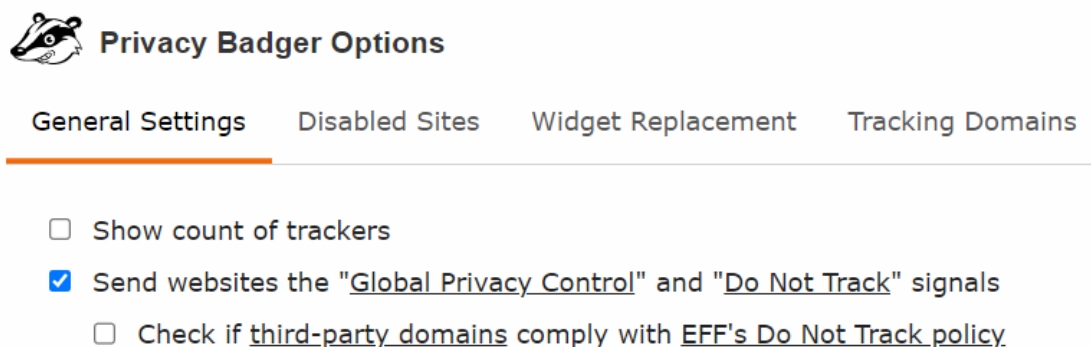 Privacy Badger Options
General Settings Disabled Sites Widget Replacement Tracking Domains
Show count of trackers
Send websites the "Global Privacy Control" and "Do Not Track" signals
Check if third-party domains comply with EFF's Do Not Track policy